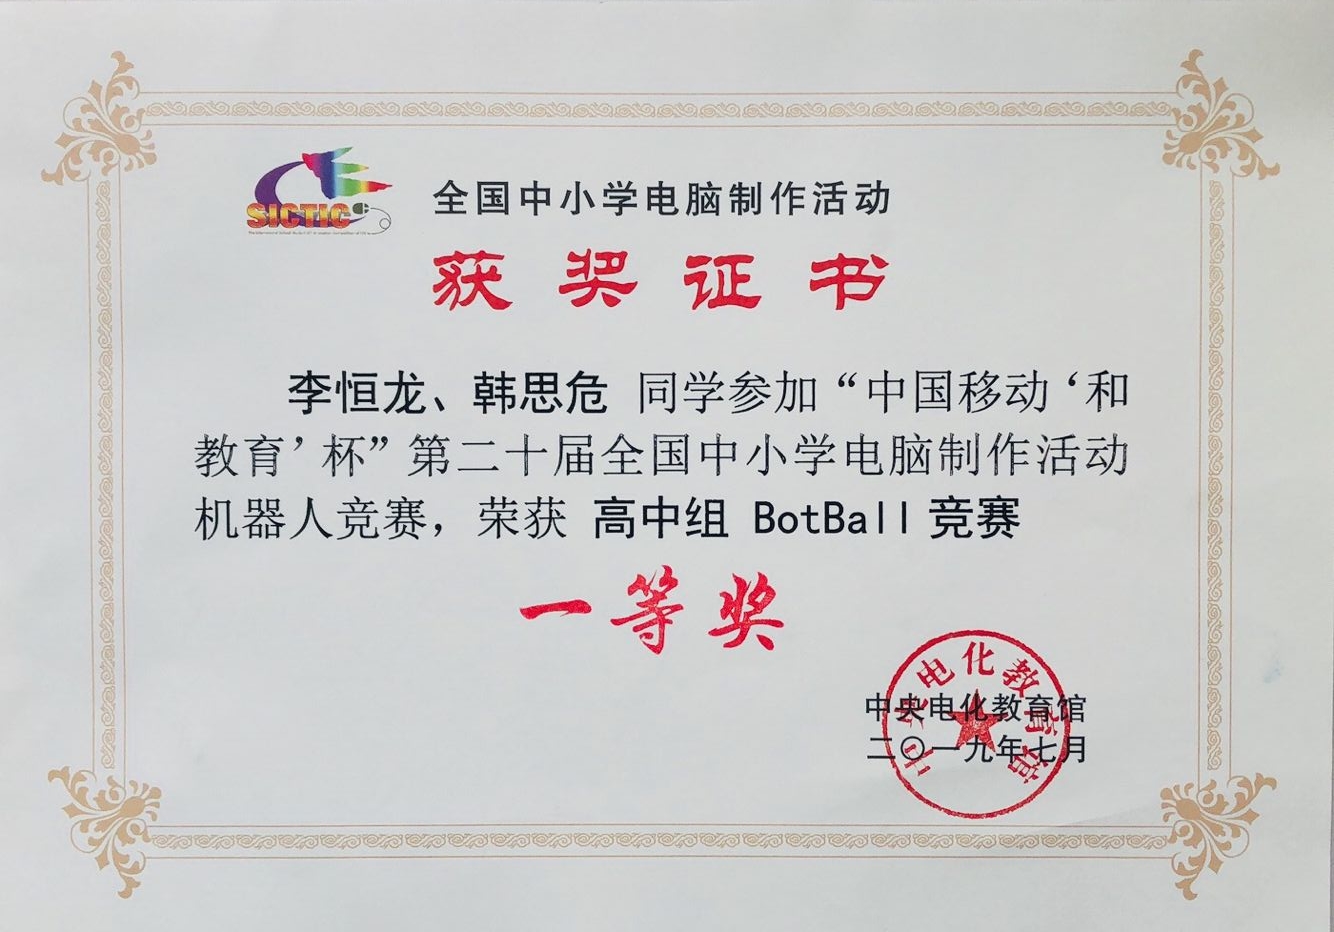 SICTIC
全国中小学电脑制作活动
获奖证书
李恒龙、韩思危 同学参加“中国移动‘和
教育’杯”第二十届全国中小学电脑制作活动
机器人竞赛，荣获 高中组 BotBall 竞赛
一等奖
中央电化教育馆
中央电化教育馆
二〇一九年七月